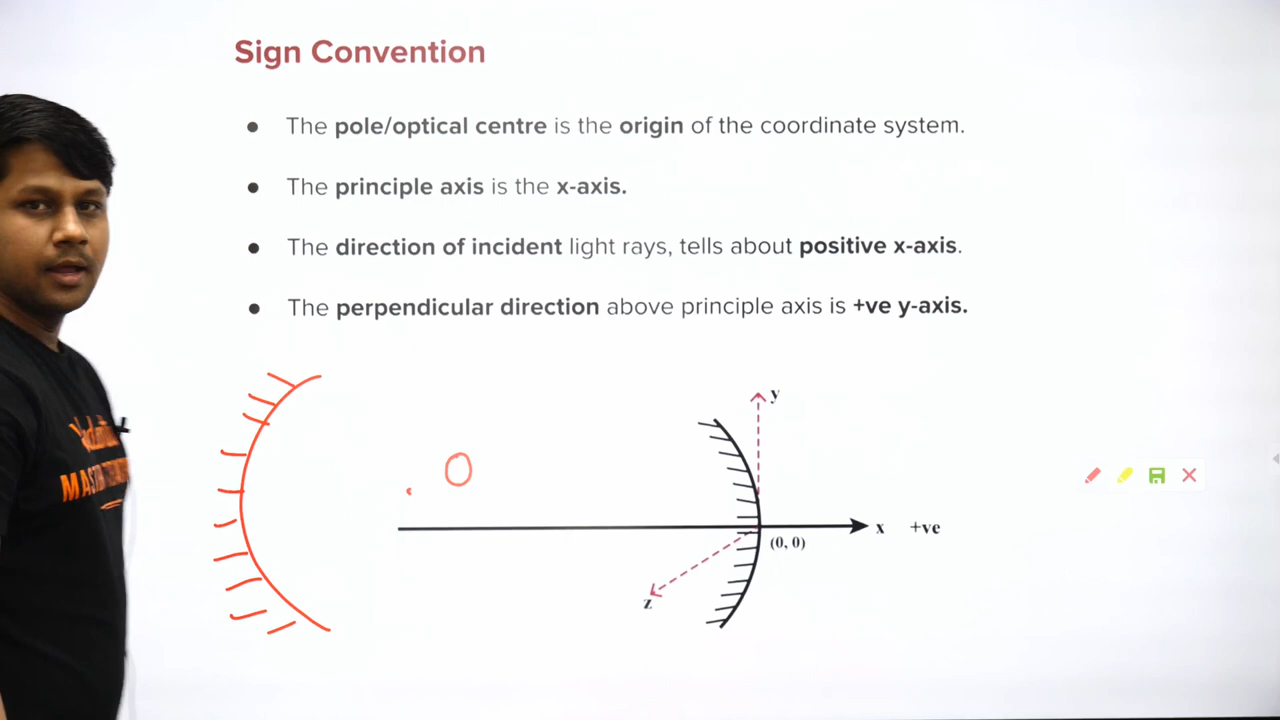 Sign Convention
The pole/optical centre is the origin of the coordinate system.
The principle axis is the x-axis.
The direction of incident light rays, tells about positive x-axis.
The perpendicular direction above principle axis is +ve y-axis.
y
O
x +ve
(0, 0)
z